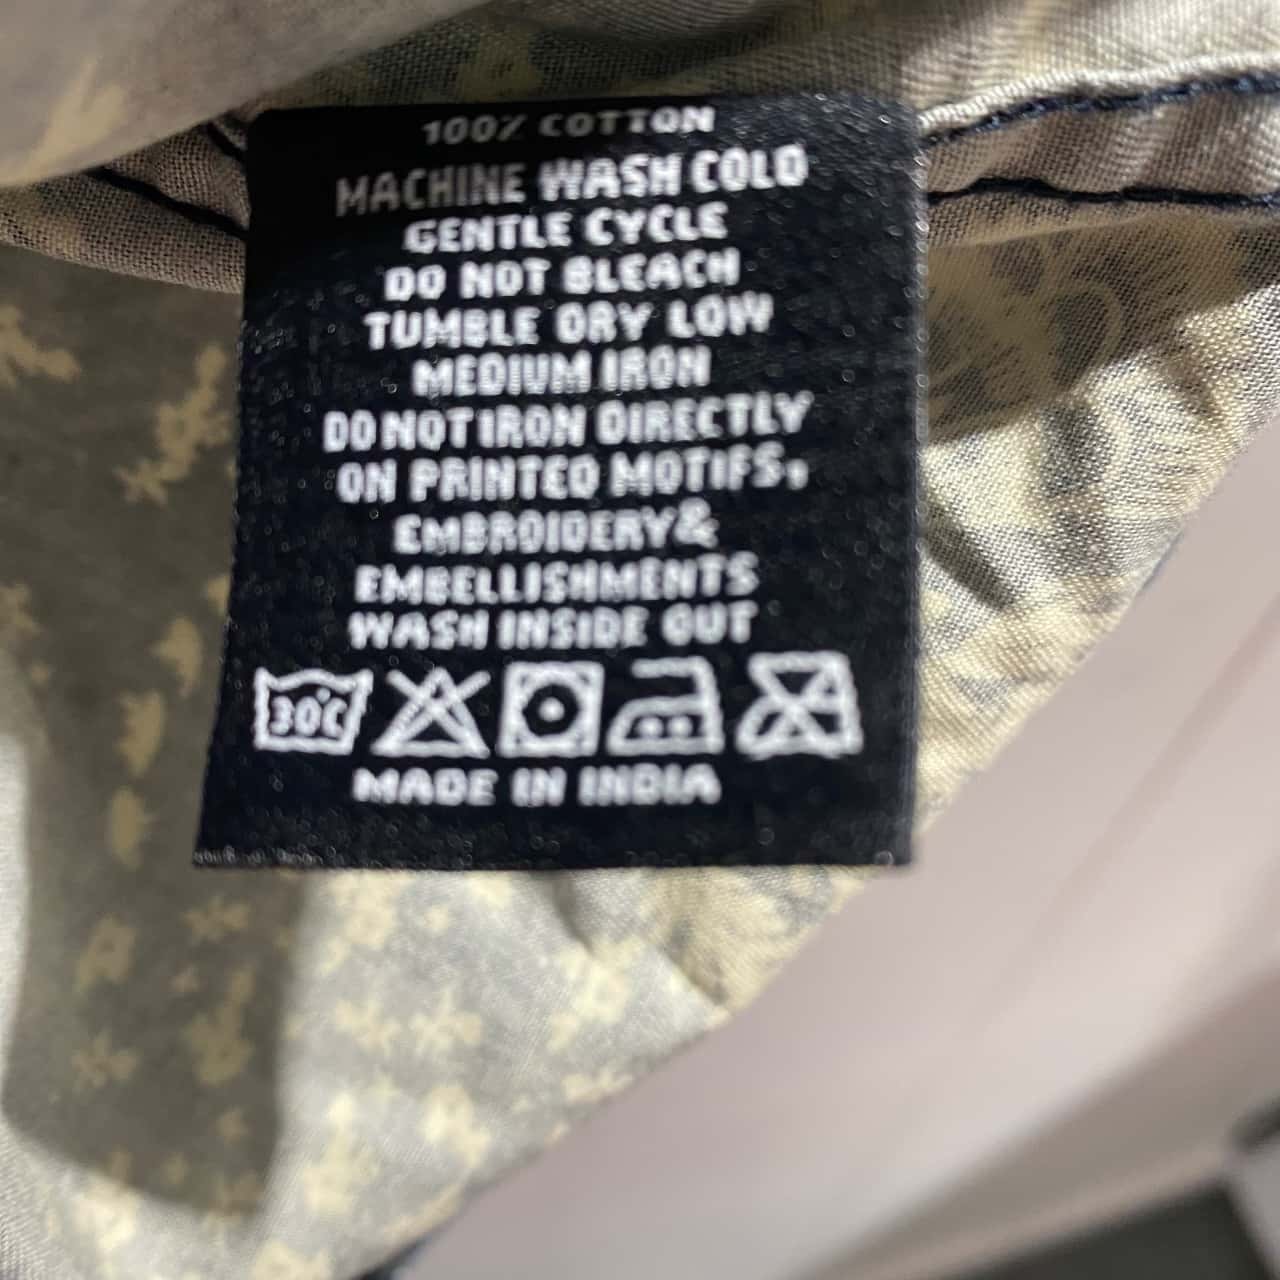 100% COTTON
MACHINE WASH COLD
GENTLE CYCLE
DO NOT BLEACH
TUMBLE DRY LOW
MEDIUM IRON
DO NOT IRON DIRECTLY
ON PRINTED MOTIFS,
EMBROIDERY&
EMBELLISHMENTS
WASH INSIDE OUT
30°C
MADE IN INDIA